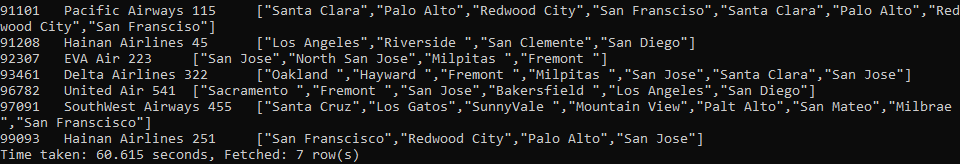 91101   Pacific Airways 115     ["Santa Clara","Palo Alto","Redwood City","San Fransciso","Santa Clara","Palo Alto","Red
wood City","San Fransiso"]
91208   Hainan Airlines 45      ["Los Angeles","Riverside ","San Clemente","San Diego"]
92307   EVA Air 223     ["San Jose","North San Jose","Milpitas ","Fremont "]
93461   Delta Airlines 322      ["Oakland ","Hayward ","Fremont ","Milpitas ","San Jose","Santa Clara","San Jose"]
96782   United Air 541  ["Sacramento ","Fremont ","San Jose","Bakersfield ","Los Angeles","San Diego"]
97091   SouthWest Airways 455   ["Santa Cruz","Los Gatos","SunnyVale ","Mountain View","Palt Alto","San Mateo","Milbrae
","San Franscisco"]
99093   Hainan Airlines 251     ["San Franscisco","Redwood City","Palo Alto","San Jose"]
Time taken: 60.615 seconds, Fetched: 7 row(s)